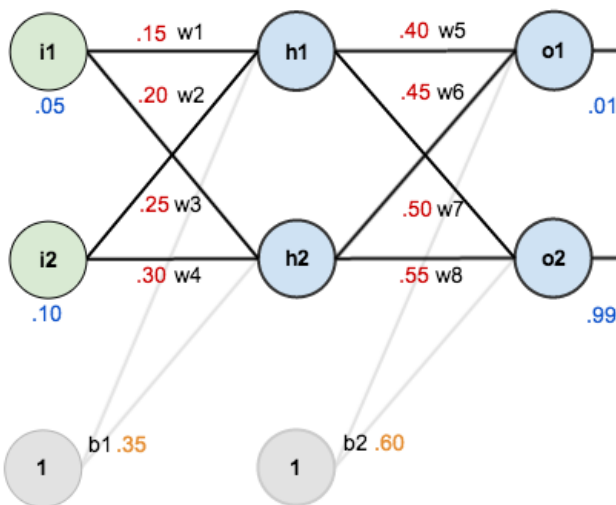 i1 .15 w1 h1 .40 w5 o1
.05 .20 w2 .45 w6 .01
.25 w3 .50 w7
i2 .30 w4 h2 .55 w8 o2
.10 .99
1 b1 .35 1 b2 .60